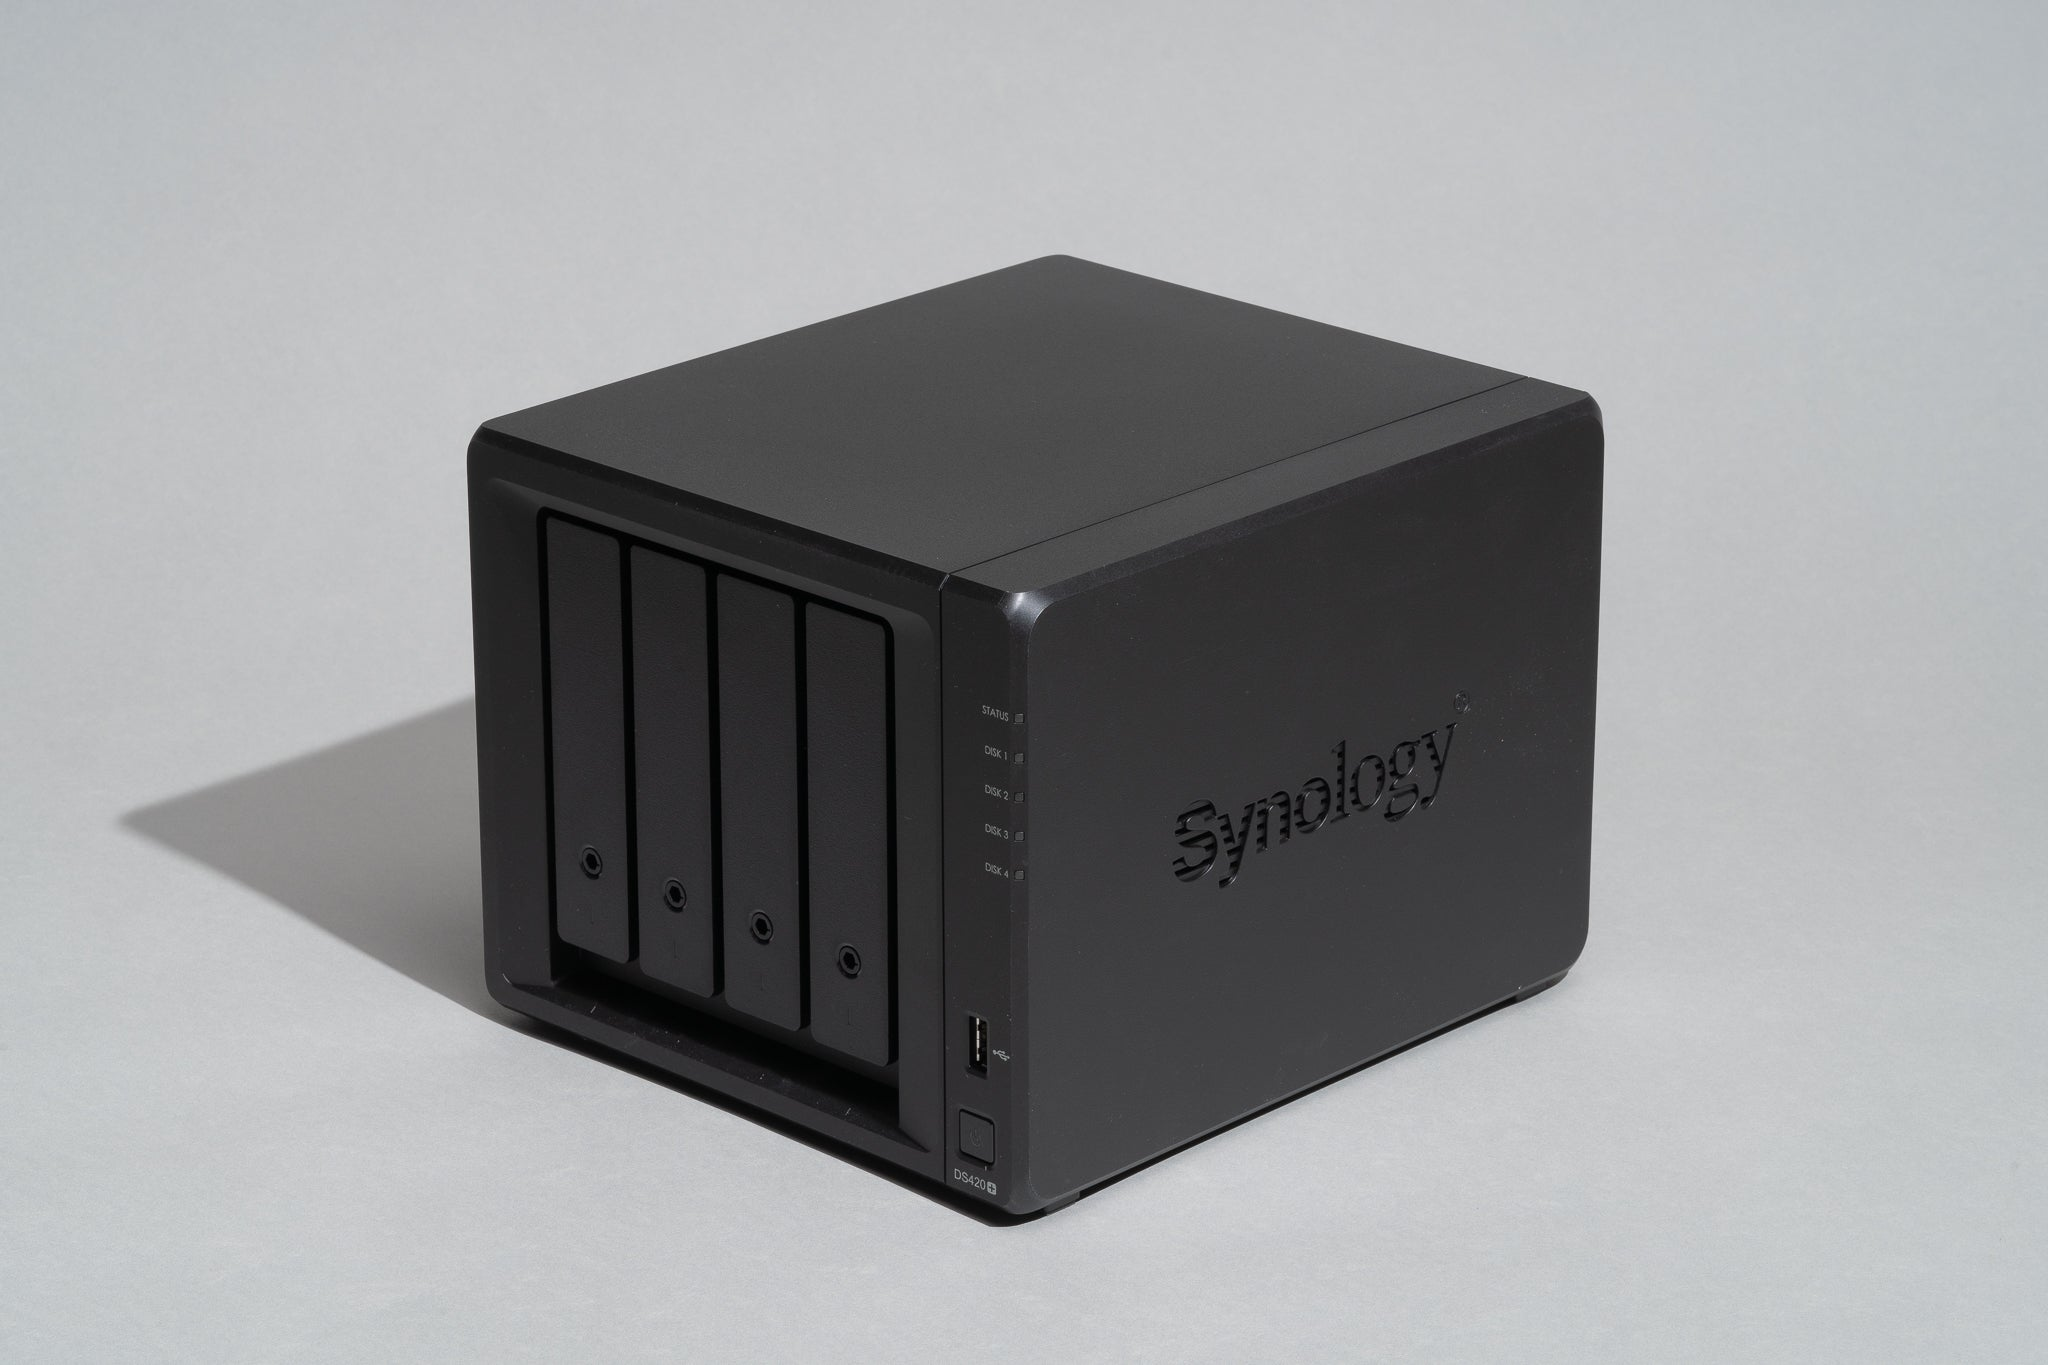 STATUS
DISK 1
DISK 2
DISK 3
DISK 4
Synology®
DS420+